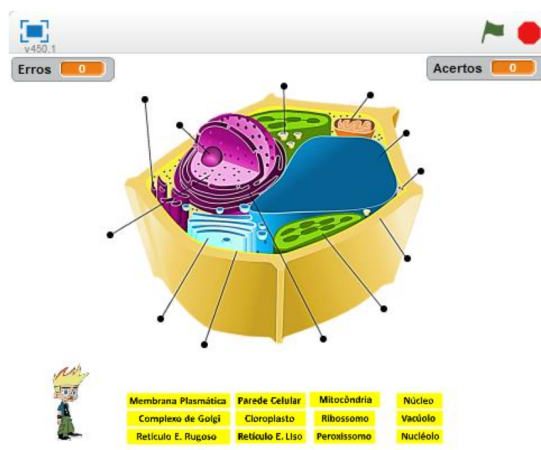 v450.1
Erros 0
Acertos 0
Membrana Plasmática Parede Celular Mitocôndria Núcleo
Complexo de Golgi Cloroplasto Ribossomo Vacúolo
Retículo E. Rugoso Retículo E. Liso Peroxissomo Nucléolo